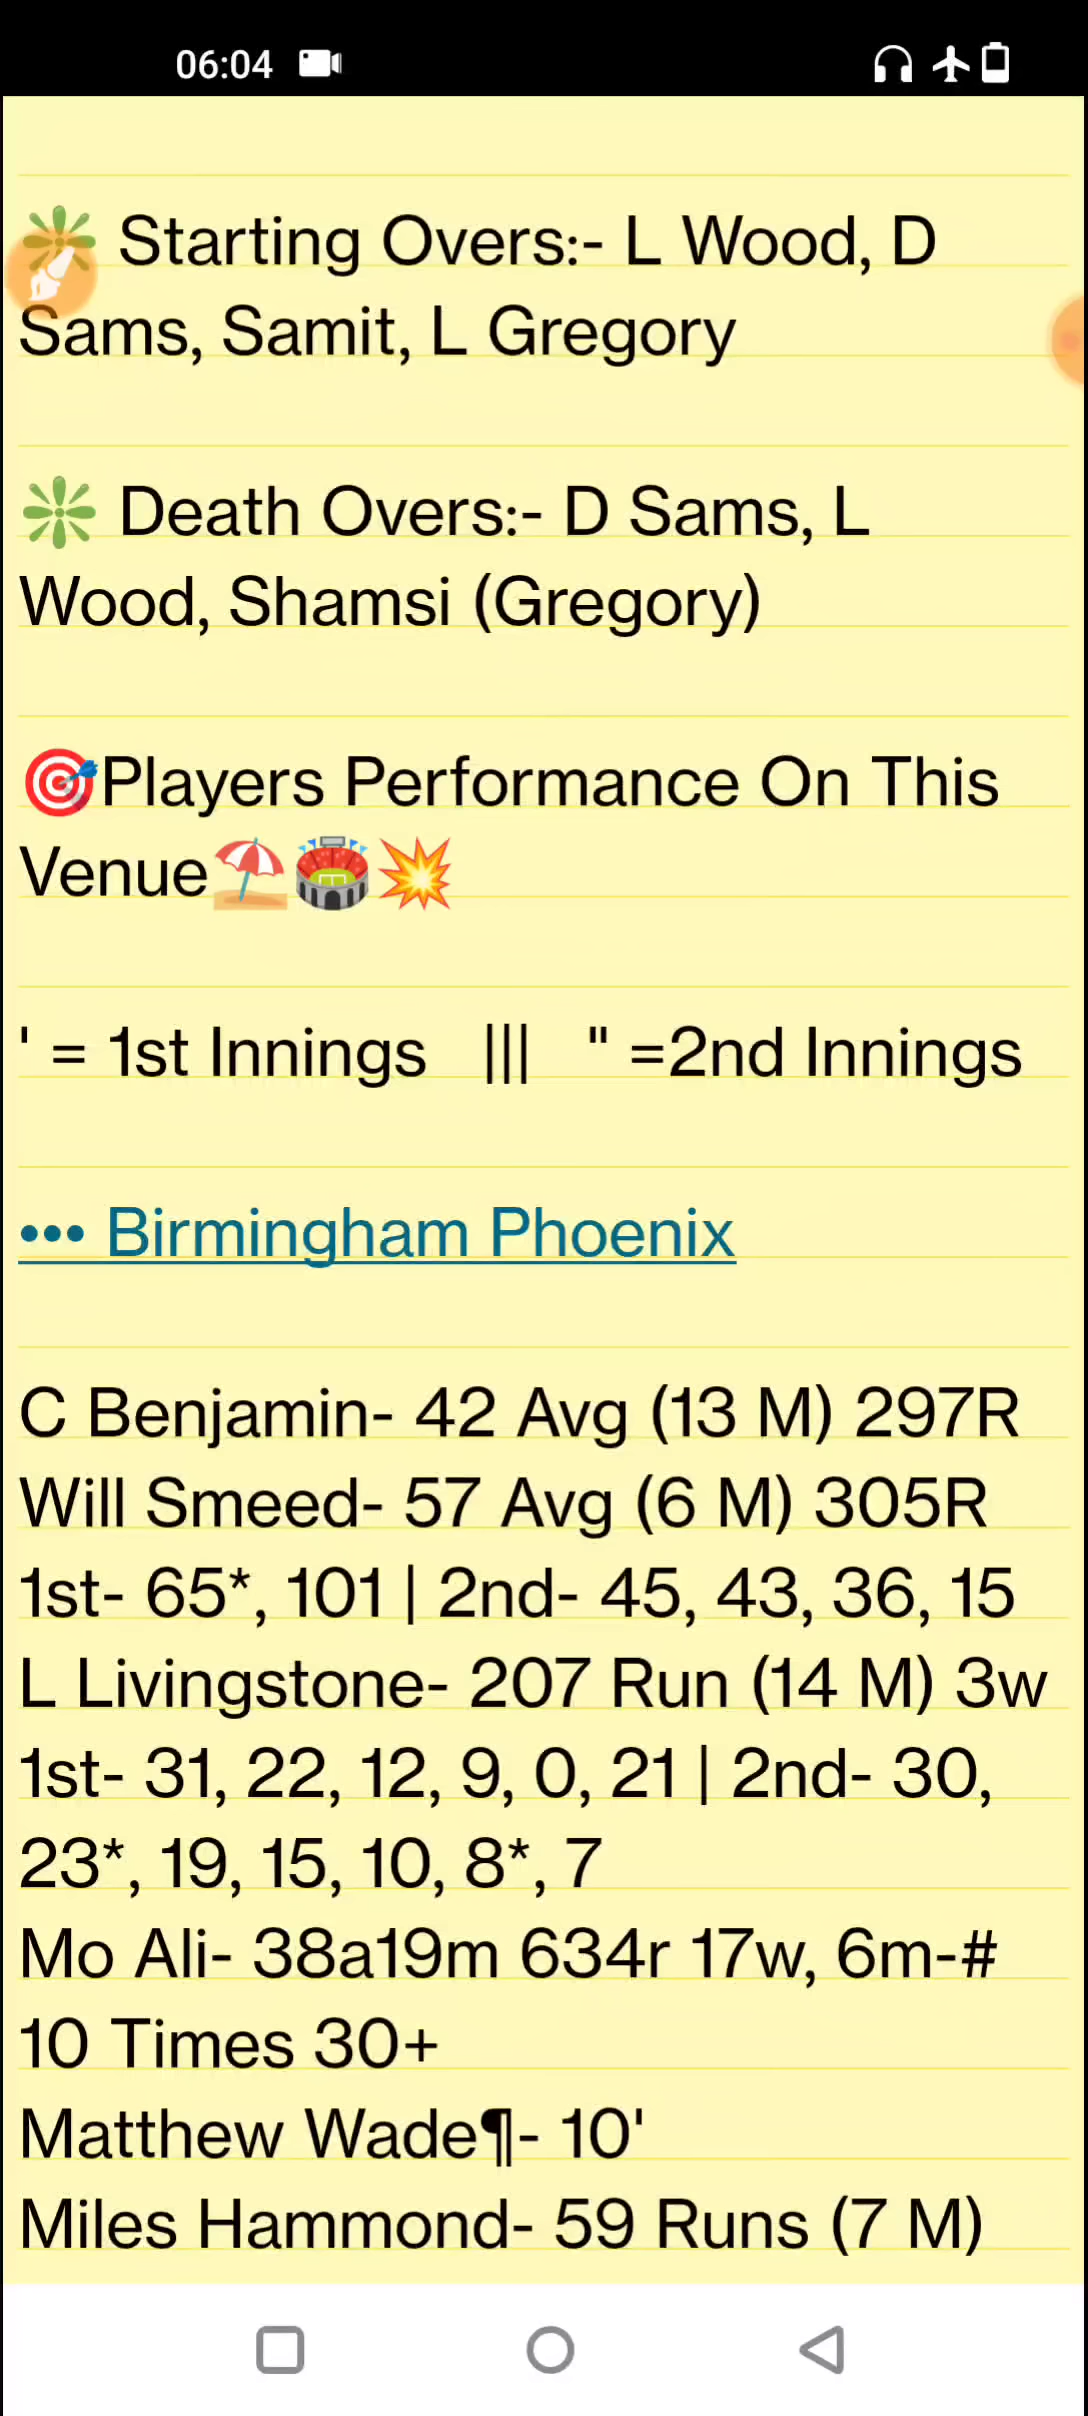 06:04
Starting Overs:- L Wood, D
Sams, Samit, L Gregory
Death Overs:- D Sams, L
Wood, Shamsi (Gregory)
🎯Players Performance On This
Venue⛱️🏟️💥
' = 1st Innings ||| " =2nd Innings
••• Birmingham Phoenix
C Benjamin- 42 Avg (13 M) 297R
Will Smeed- 57 Avg (6 M) 305R
1st- 65*, 101 | 2nd- 45, 43, 36, 15
L Livingstone- 207 Run (14 M) 3w
1st- 31, 22, 12, 9, 0, 21 | 2nd- 30,
23*, 19, 15, 10, 8*, 7
Mo Ali- 38a19m 634r 17w, 6m-#
10 Times 30+
Matthew Wade¶- 10'
Miles Hammond- 59 Runs (7 M)